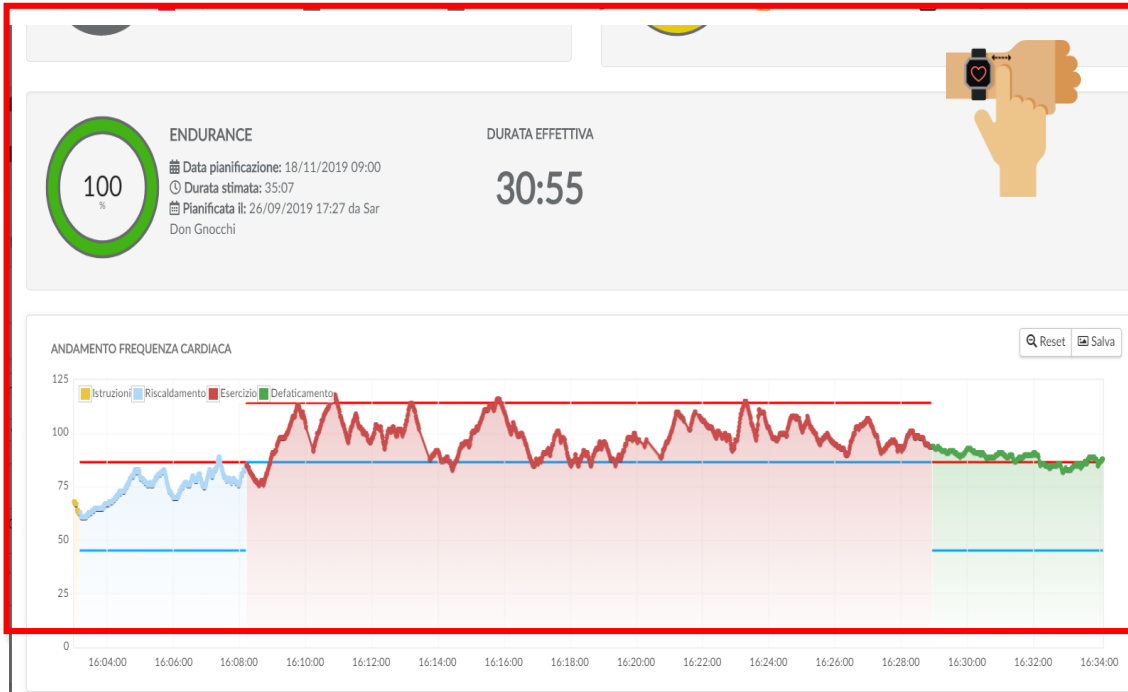 ENDURANCE
Data pianificazione: 18/11/2019 09:00
Durata stimata: 35:07
Pianificata il: 26/09/2019 17:27 da Sar
Don Gnocchi
100
%
DURATA EFFETTIVA
30:55
ANDAMENTO FREQUENZA CARDIACA
Reset Salva
Istruzioni Riscaldamento Esercizio Defaticamento
125
100
75
50
25
0
16:04:00 16:06:00 16:08:00 16:10:00 16:12:00 16:14:00 16:16:00 16:18:00 16:20:00 16:22:00 16:24:00 16:26:00 16:28:00 16:30:00 16:32:00 16:34:00